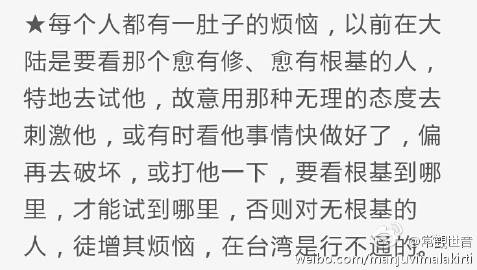 ★每个人都有一肚子的烦恼，以前在大
陆是要看那个愈有修、愈有根基的人，
特地去试他，故意用那种无理的态度去
刺激他，或有时看他事情快做好了，偏
再去破坏，或打他一下，要看根基到哪
里，才能试到哪里，否则对无根基的
人，徒增其烦恼，在台湾是行不通的。
@常觀世音
weibo.com/manjuvimalakirti